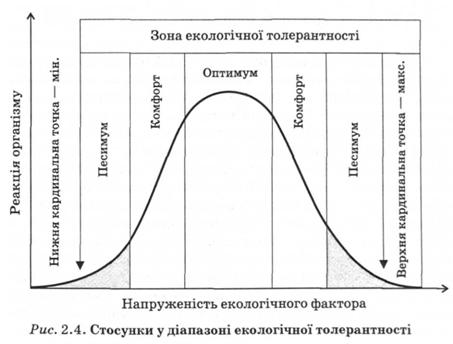 Зона екологічної толерантності
Оптимум
Реакція організму
Нижня кардинальна точка — мін.
Песимум
Комфорт
Комфорт
Песимум
Верхня кардинальна точка — макс.
Напруженість екологічного фактора
Рис. 2.4. Стосунки у діапазоні екологічної толерантності